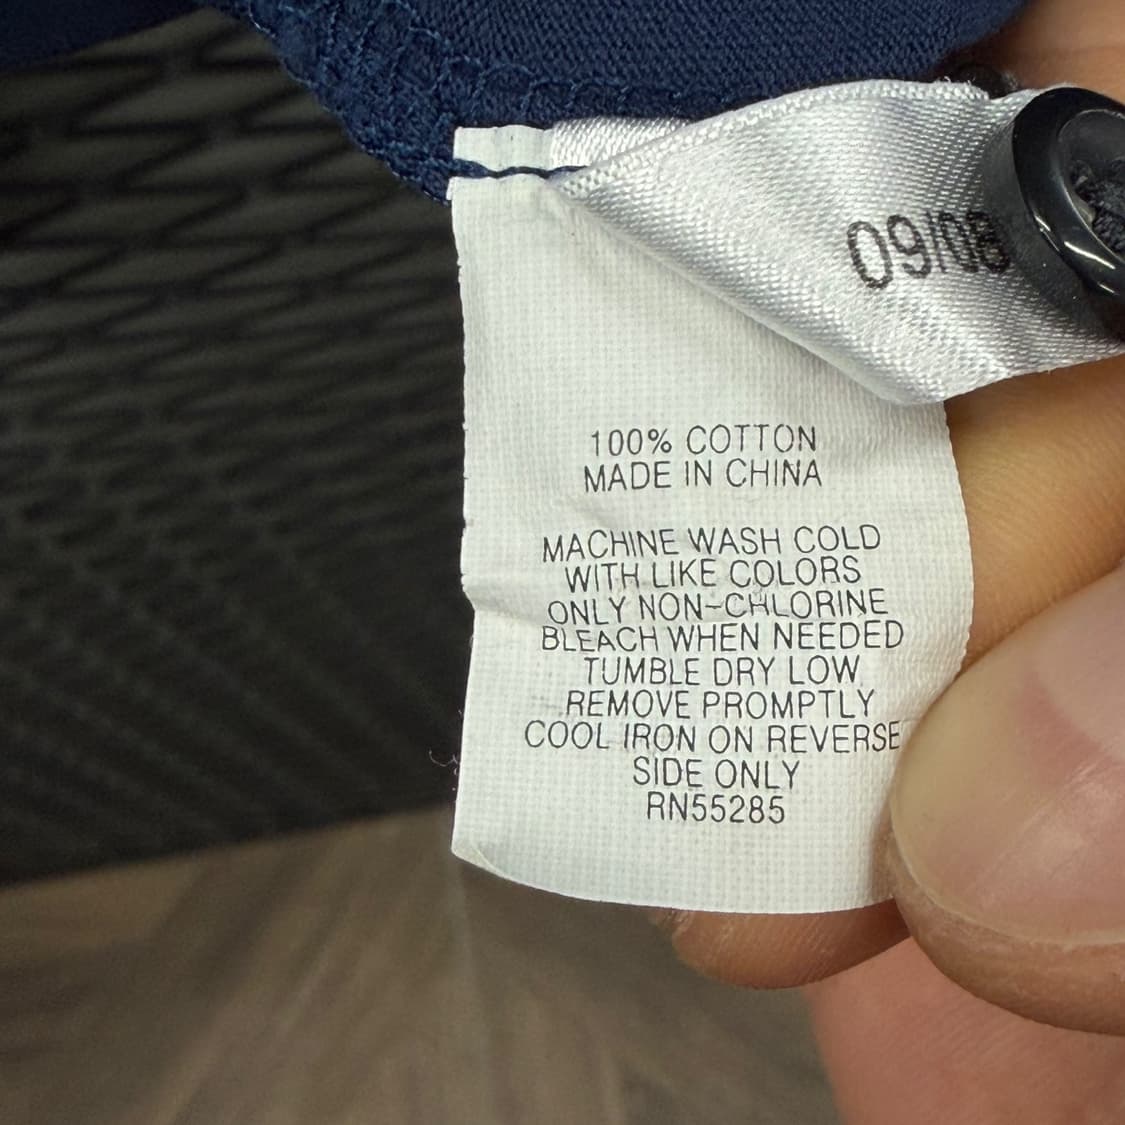 09/08
100% COTTON
MADE IN CHINA
MACHINE WASH COLD
WITH LIKE COLORS
ONLY NON-CHLORINE
BLEACH WHEN NEEDED
TUMBLE DRY LOW
REMOVE PROMPTLY
COOL IRON ON REVERSE
SIDE ONLY
RN55285